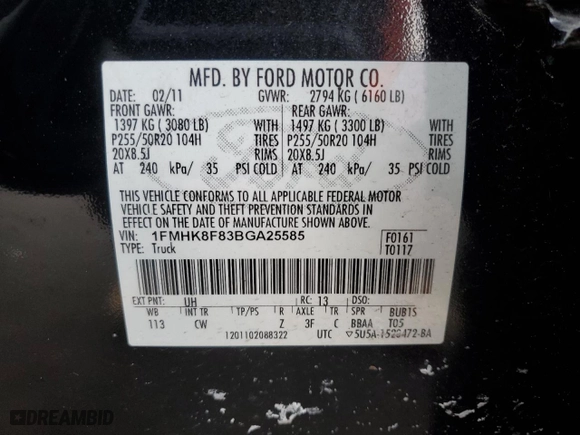 MFD. BY FORD MOTOR CO.
DATE: 02/11 GVWR: 2794 KG ( 6160 LB)
FRONT GAWR: REAR GAWR:
1397 KG ( 3080 LB) WITH 1497 KG ( 3300 LB) WITH
P255/50R20 104H TIRES P255/50R20 104H TIRES
20X8.5J RIMS 20X8.5J RIMS
AT 240 kPa/ 35 PSI COLD AT 240 kPa/ 35 PSI COLD
THIS VEHICLE CONFORMS TO ALL APPLICABLE FEDERAL MOTOR
VEHICLE SAFETY AND THEFT PREVENTION STANDARDS IN
EFFECT ON THE DATE OF MANUFACTURE SHOWN ABOVE.
VIN: 1FMHK8F83BGA25585 F0161
TYPE: Truck T0117
EXT PNT: UH RC: 13 DSO:
WB INT TR TP/PS R AXLE TR SPR BUB1S
113 CW Z 3F C BBAA T05
1201102088322 UTC
DREAMBID